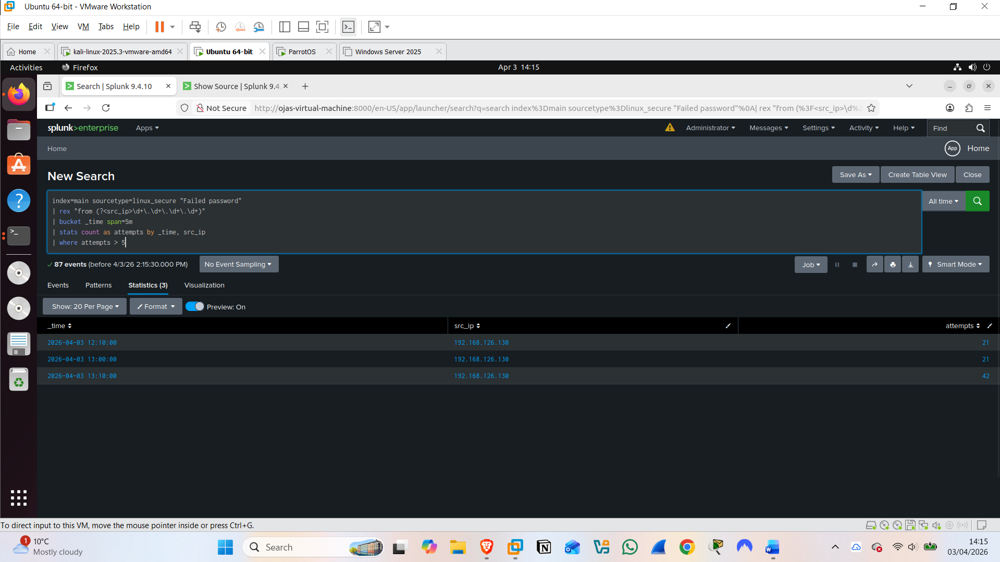 Ubuntu 64-bit - VMware Workstation
File Edit View VM Tabs Help
Home
kali-linux-2025.3-vmware-amd64
Ubuntu 64-bit
ParrotOS
Windows Server 2025
Activities Firefox Apr 3 14:15
Search | Splunk 9.4.10
Show Source | Splunk 9.4.
Not Secure http://ojas-virtual-machine:8000/en-US/app/launcher/search?q=search index%3Dmain sourcetype%3Dlinux_secure "Failed password"%0A| rex "from (%3F<src_ip>\d%2
splunk>enterprise Apps Administrator Messages Settings Activity Help Find
Home App Home
New Search Save As Create Table View Close
index=main sourcetype=linux_secure "Failed password"
| rex "from (?<src_ip>\d+\.\d+\.\d+\.\d+)"
| bucket _time span=5m
| stats count as attempts by _time, src_ip
| where attempts > 5
All time
87 events (before 4/3/26 2:15:30.000 PM) No Event Sampling Job Smart Mode
Events Patterns Statistics (3) Visualization
Show: 20 Per Page Format Preview: On
_time src_ip attempts
2026-04-03 12:10:00 192.168.126.130 21
2026-04-03 13:00:00 192.168.126.130 21
2026-04-03 13:10:00 192.168.126.130 42
To direct input to this VM, move the mouse pointer inside or press Ctrl+G.
1 10°C
Mostly cloudy
Search
14:15
03/04/2026